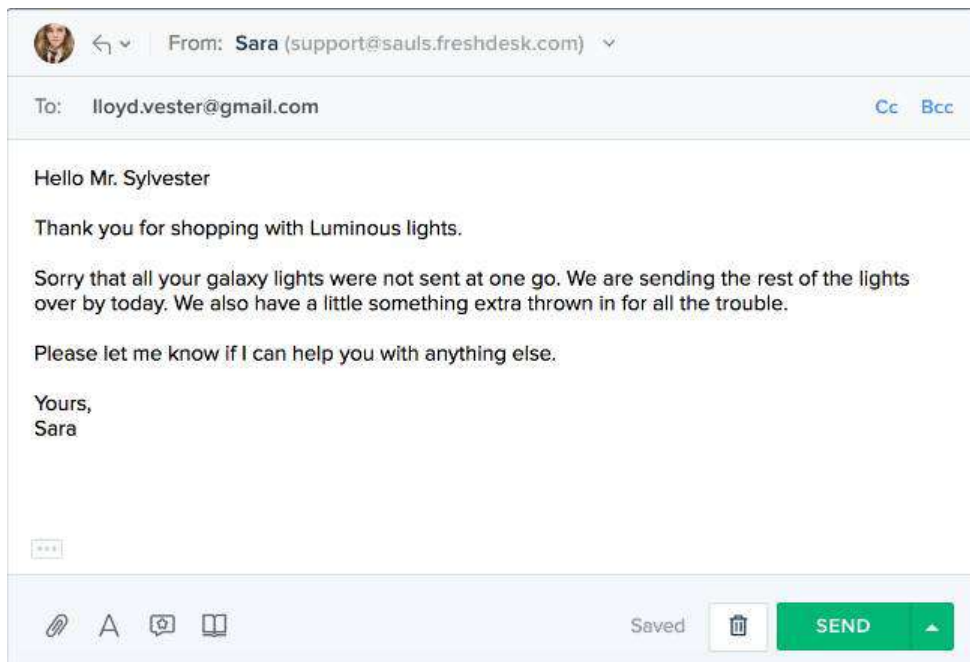 From: Sara (support@sauls.freshdesk.com)
To: lloyd.vester@gmail.com Cc Bcc
Hello Mr. Sylvester
Thank you for shopping with Luminous lights.
Sorry that all your galaxy lights were not sent at one go. We are sending the rest of the lights
over by today. We also have a little something extra thrown in for all the trouble.
Please let me know if I can help you with anything else.
Yours,
Sara
Saved SEND